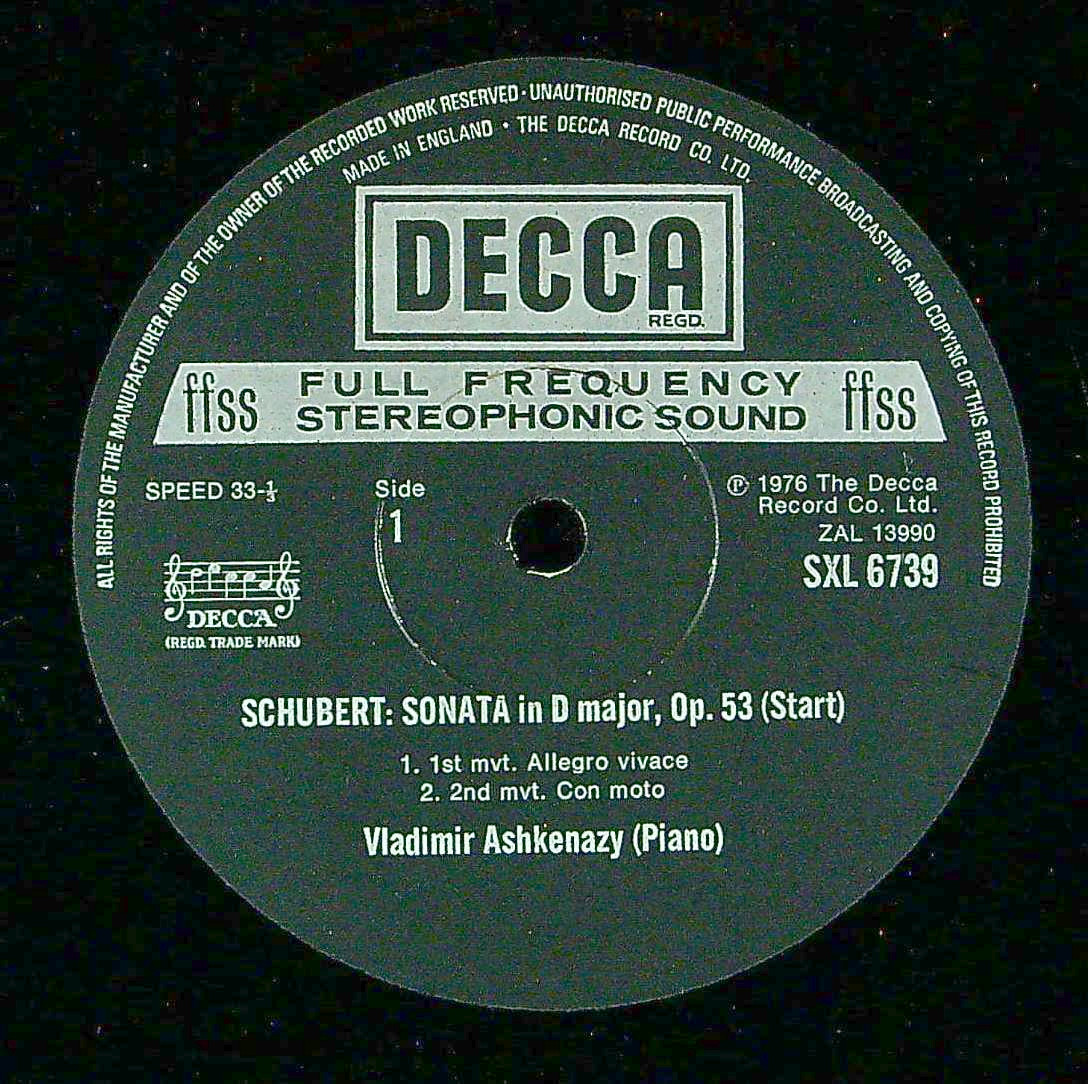 ALL RIGHTS OF THE MANUFACTURER AND OF THE OWNER OF THE RECORDED WORK RESERVED · UNAUTHORISED PUBLIC PERFORMANCE BROADCASTING AND COPYING OF THIS RECORD PROHIBITED
MADE IN ENGLAND · THE DECCA RECORD CO. LTD.
DECCA
REGD.
ffss FULL FREQUENCY STEREOPHONIC SOUND ffss
SPEED 33-⅓
Side
1
℗ 1976 The Decca
Record Co. Ltd.
ZAL 13990
SXL 6739
DECCA
(REGD. TRADE MARK)
SCHUBERT: SONATA in D major, Op. 53 (Start)
1. 1st mvt. Allegro vivace
2. 2nd mvt. Con moto
Vladimir Ashkenazy (Piano)